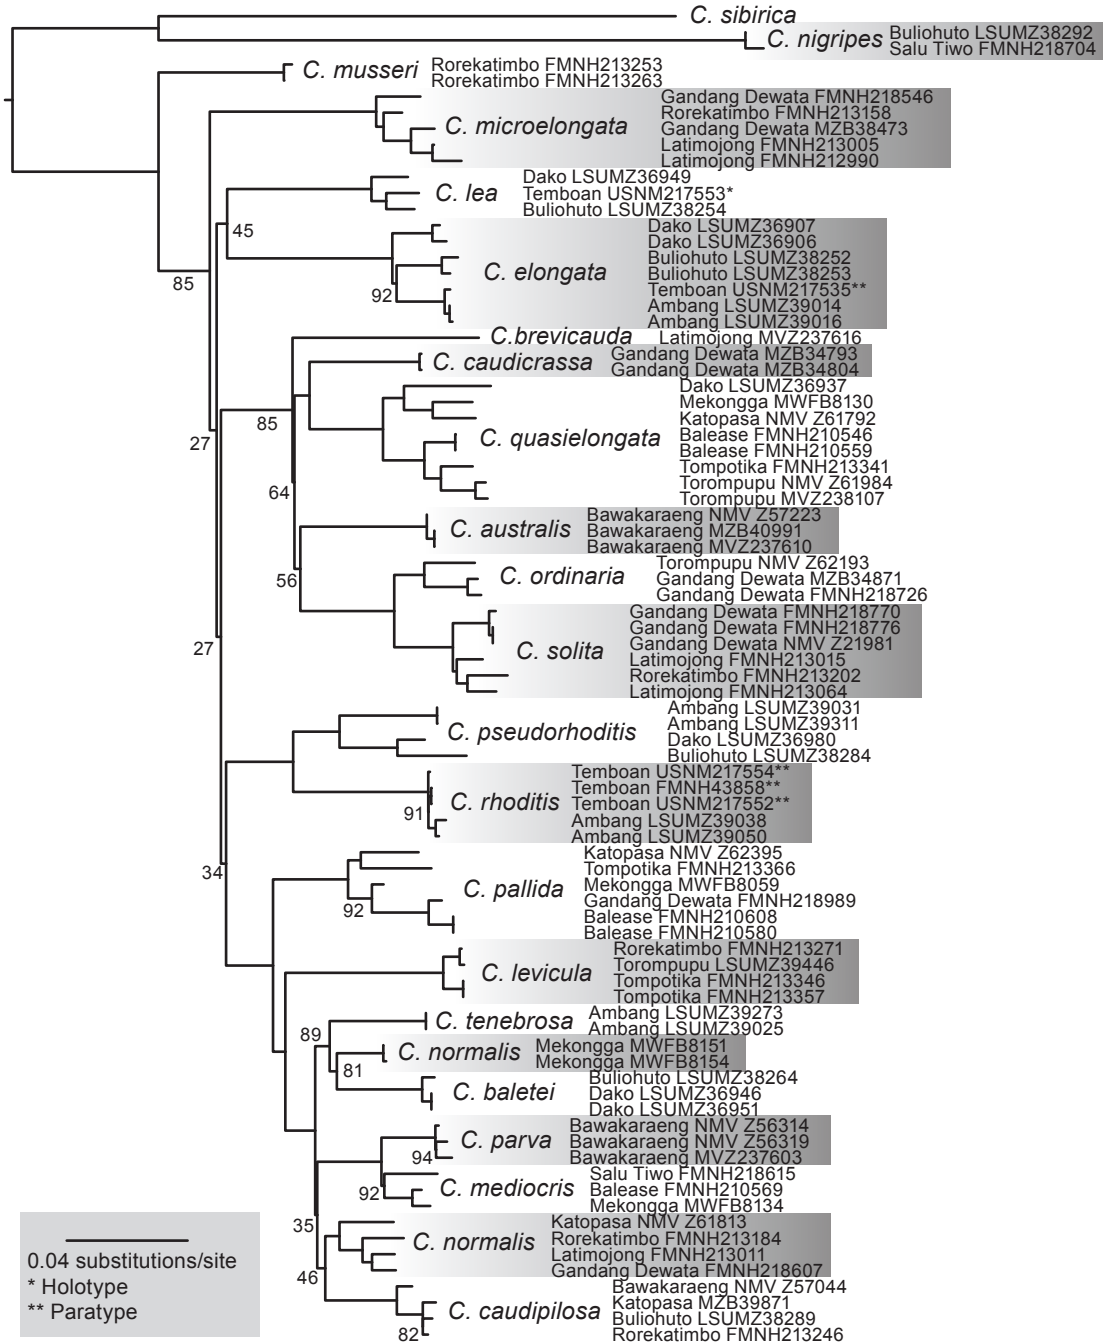 C. sibirica
C. nigripes
Buliohuto LSUMZ38292
Salu Tiwo FMNH218704
C. musseri
Rorekatimbo FMNH213253
Rorekatimbo FMNH213263
C. microelongata
Gandang Dewata FMNH218546
Rorekatimbo FMNH213158
Gandang Dewata MZB38473
Latimojong FMNH213005
Latimojong FMNH212990
C. lea
Dako LSUMZ36949
Temboan USNM217553*
Buliohuto LSUMZ38254
45
C. elongata
Dako LSUMZ36907
Dako LSUMZ36906
Buliohuto LSUMZ38252
Buliohuto LSUMZ38253
Temboan USNM217535**
Ambang LSUMZ39014
Ambang LSUMZ39016
85
92
C.brevicauda
Latimojong MVZ237616
C. caudicrassa
Gandang Dewata MZB34793
Gandang Dewata MZB34804
C. quasielongata
Dako LSUMZ36937
Mekongga MWFB8130
Katopasa NMV Z61792
Balease FMNH210546
Balease FMNH210559
Tompotika FMNH213341
Torompupu NMV Z61984
Torompupu MVZ238107
85
27
64
C. australis
Bawakaraeng NMV Z57223
Bawakaraeng MZB40991
Bawakaraeng MVZ237610
56
C. ordinaria
Torompupu NMV Z62193
Gandang Dewata MZB34871
Gandang Dewata FMNH218726
C. solita
Gandang Dewata FMNH218770
Gandang Dewata FMNH218776
Gandang Dewata NMV Z21981
Latimojong FMNH213015
Rorekatimbo FMNH213202
Latimojong FMNH213064
27
C. pseudorhoditis
Ambang LSUMZ39031
Ambang LSUMZ39311
Dako LSUMZ36980
Buliohuto LSUMZ38284
C. rhoditis
Temboan USNM217554**
Temboan FMNH43858**
Temboan USNM217552**
Ambang LSUMZ39038
Ambang LSUMZ39050
91
34
C. pallida
Katopasa NMV Z62395
Tompotika FMNH213366
Mekongga MWFB8059
Gandang Dewata FMNH218989
Balease FMNH210608
Balease FMNH210580
92
C. levicula
Rorekatimbo FMNH213271
Torompupu LSUMZ39446
Tompotika FMNH213346
Tompotika FMNH213357
C. tenebrosa
Ambang LSUMZ39273
Ambang LSUMZ39025
89
C. normalis
Mekongga MWFB8151
Mekongga MWFB8154
81
C. baletei
Buliohuto LSUMZ38264
Dako LSUMZ36946
Dako LSUMZ36951
C. parva
Bawakaraeng NMV Z56314
Bawakaraeng NMV Z56319
Bawakaraeng MVZ237603
94
C. mediocris
Salu Tiwo FMNH218615
Balease FMNH210569
Mekongga MWFB8134
92
35
C. normalis
Katopasa NMV Z61813
Rorekatimbo FMNH213184
Latimojong FMNH213011
Gandang Dewata FMNH218607
46
C. caudipilosa
Bawakaraeng NMV Z57044
Katopasa MZB39871
Buliohuto LSUMZ38289
Rorekatimbo FMNH213246
82
0.04 substitutions/site
* Holotype
** Paratype